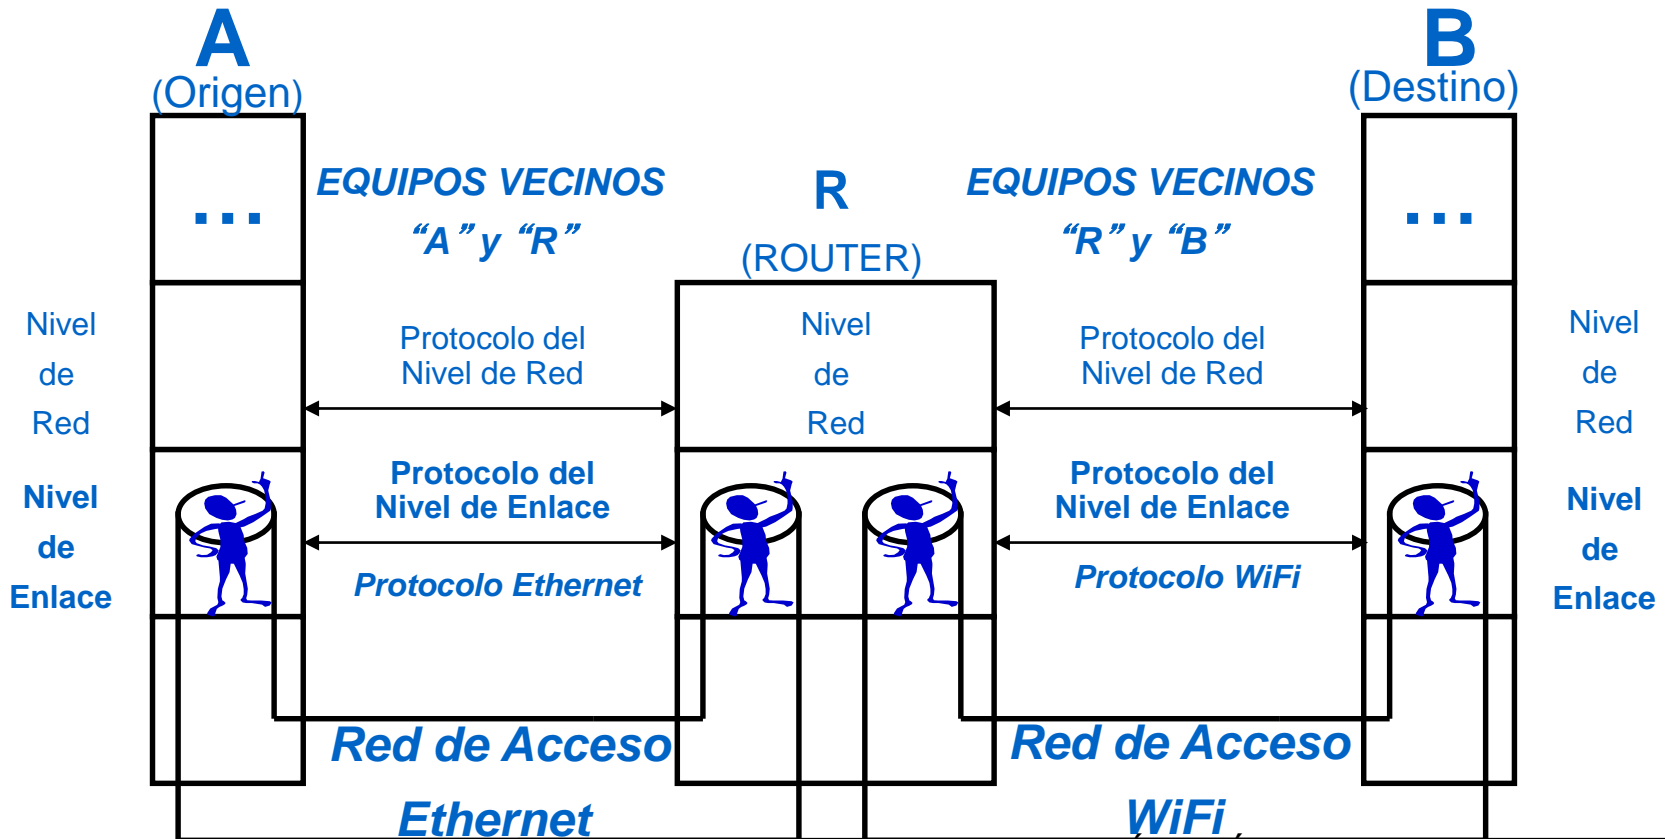 A
(Origen)
B
(Destino)
...
EQUIPOS VECINOS
“A” y “R”
R
(ROUTER)
EQUIPOS VECINOS
“R” y “B”
...
Nivel
de
Red
Protocolo del
Nivel de Red
Nivel
de
Red
Protocolo del
Nivel de Red
Nivel
de
Red
Nivel
de
Enlace
Protocolo del
Nivel de Enlace
Protocolo Ethernet
Protocolo del
Nivel de Enlace
Protocolo WiFi
Nivel
de
Enlace
Red de Acceso
Ethernet
Red de Acceso
WiFi